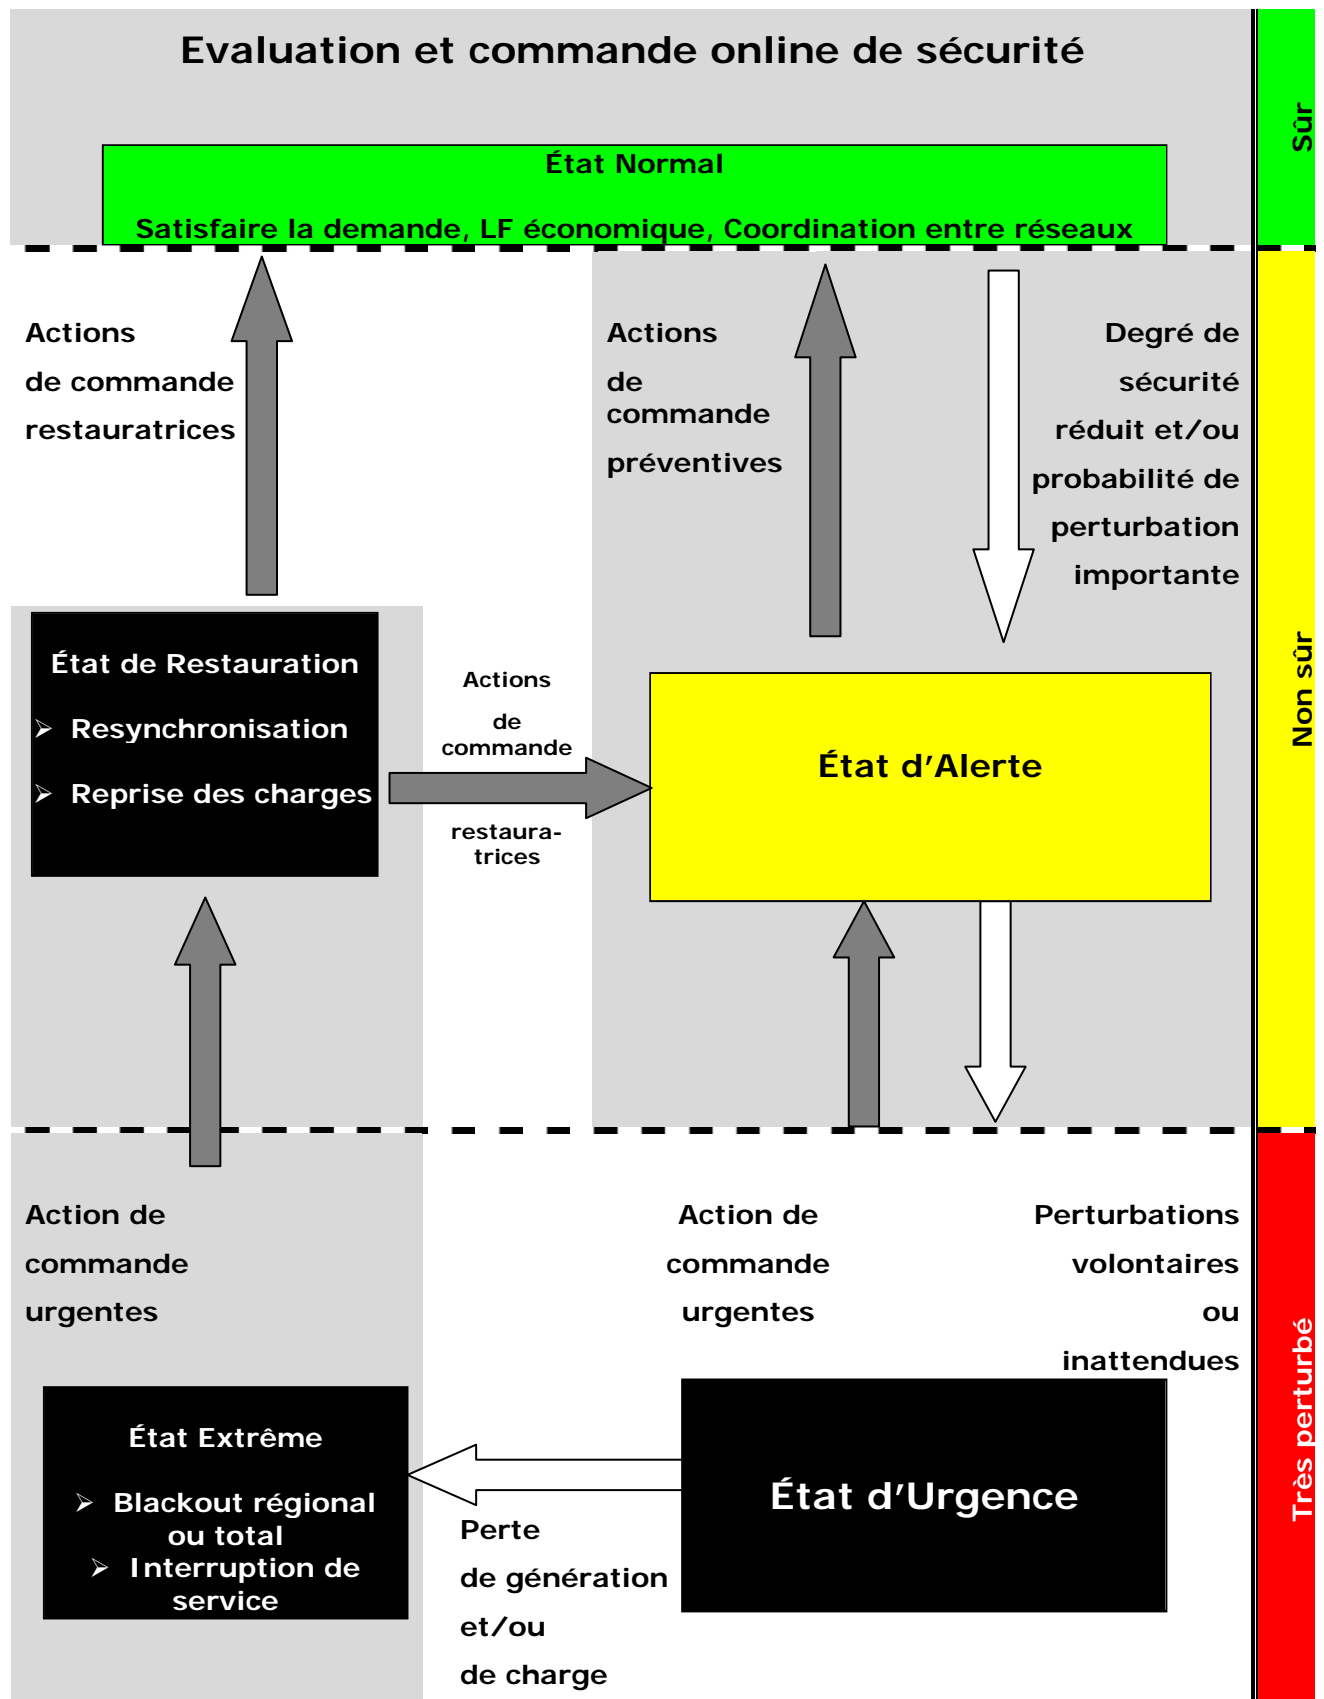 Evaluation et commande online de sécurité
Sûr
État Normal
Satisfaire la demande, LF économique, Coordination entre réseaux
Actions
de commande
restauratrices
Actions
de
commande
préventives
Degré de
sécurité
réduit et/ou
probabilité de
perturbation
importante
Non sûr
État de Restauration
➢ Resynchronisation
➢ Reprise des charges
Actions
de
commande
restaura-
trices
État d’Alerte
Action de
commande
urgentes
Action de
commande
urgentes
Perturbations
volontaires
ou
inattendues
Très perturbé
État Extrême
➢ Blackout régional
ou total
➢ Interruption de
service
Perte
de génération
et/ou
de charge
État d’Urgence